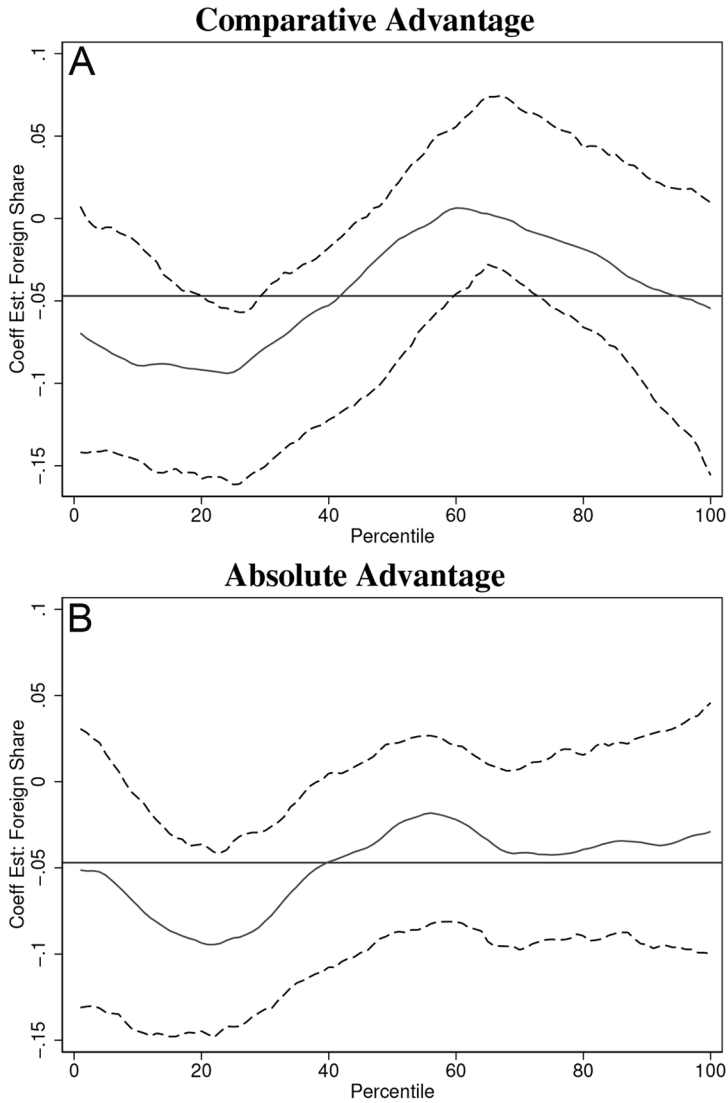 Comparative Advantage
A
.1
.05
0
-.05
-.1
-.15
Coeff Est: Foreign Share
0 20 40 60 80 100
Percentile
Absolute Advantage
B
.1
.05
0
-.05
-.1
-.15
Coeff Est: Foreign Share
0 20 40 60 80 100
Percentile